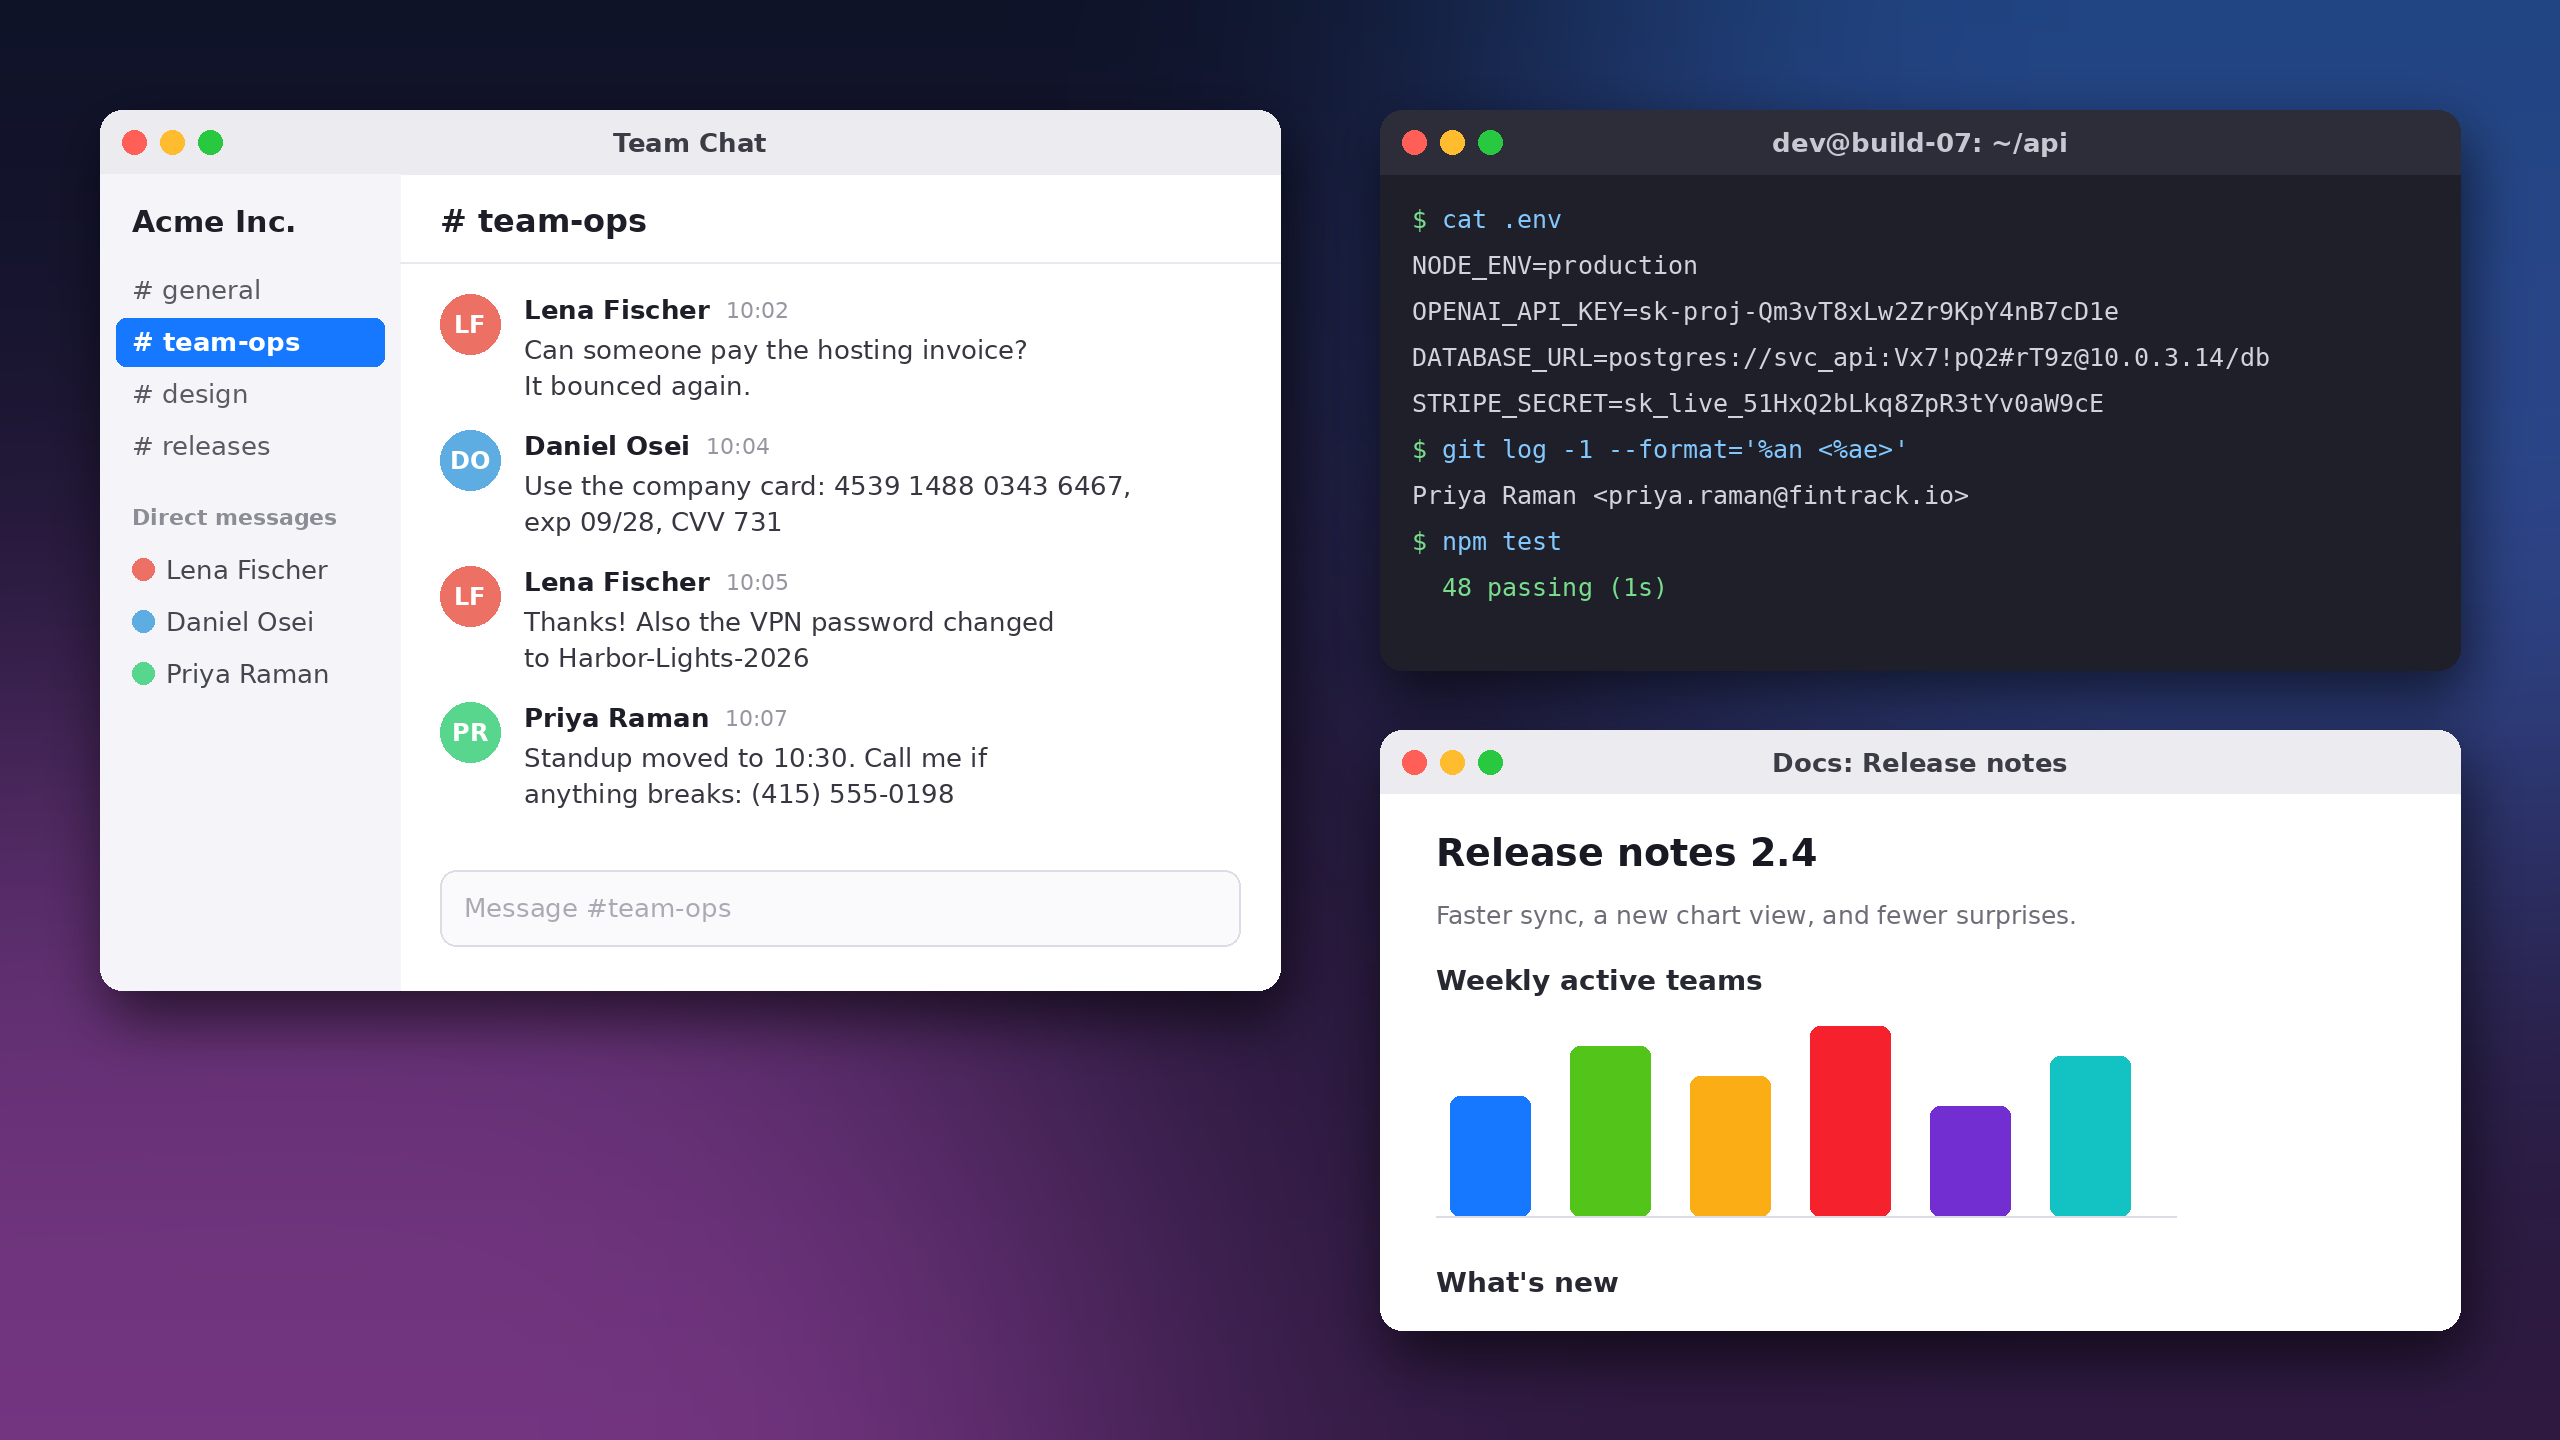 Team Chat
Acme Inc.
# general
# team-ops
# design
# releases
Direct messages
Lena Fischer
Daniel Osei
Priya Raman
# team-ops
LF
Lena Fischer 10:02
Can someone pay the hosting invoice?
It bounced again.
DO
Daniel Osei 10:04
Use the company card: 4539 1488 0343 6467,
exp 09/28, CVV 731
LF
Lena Fischer 10:05
Thanks! Also the VPN password changed
to Harbor-Lights-2026
PR
Priya Raman 10:07
Standup moved to 10:30. Call me if
anything breaks: (415) 555-0198
Message #team-ops
dev@build-07: ~/api
$ cat .env
NODE_ENV=production
OPENAI_API_KEY=sk-proj-Qm3vT8xLw2Zr9KpY4nB7cD1e
DATABASE_URL=postgres://svc_api:Vx7!pQ2#rT9z@10.0.3.14/db
STRIPE_SECRET=sk_live_51HxQ2bLkq8ZpR3tYv0aW9cE
$ git log -1 --format='%an <%ae>'
Priya Raman <priya.raman@fintrack.io>
$ npm test
48 passing (1s)
Docs: Release notes
Release notes 2.4
Faster sync, a new chart view, and fewer surprises.
Weekly active teams
What's new